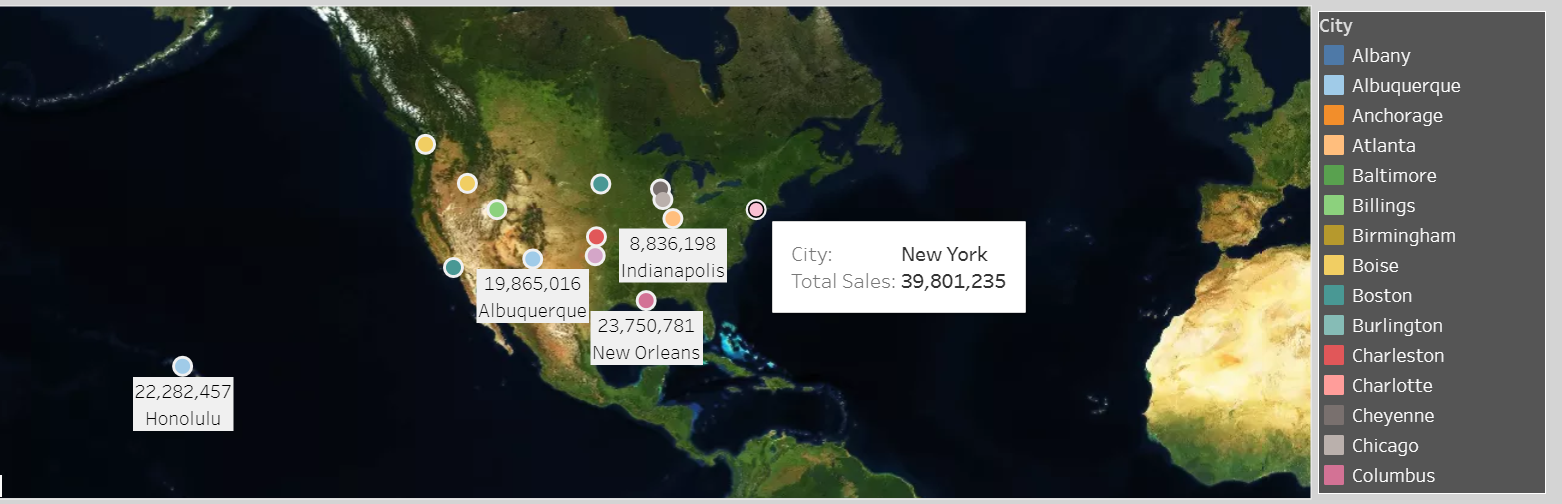 8,836,198
Indianapolis
19,865,016
Albuquerque
23,750,781
New Orleans
22,282,457
Honolulu
City: New York
Total Sales: 39,801,235
City
Albany
Albuquerque
Anchorage
Atlanta
Baltimore
Billings
Birmingham
Boise
Boston
Burlington
Charleston
Charlotte
Cheyenne
Chicago
Columbus